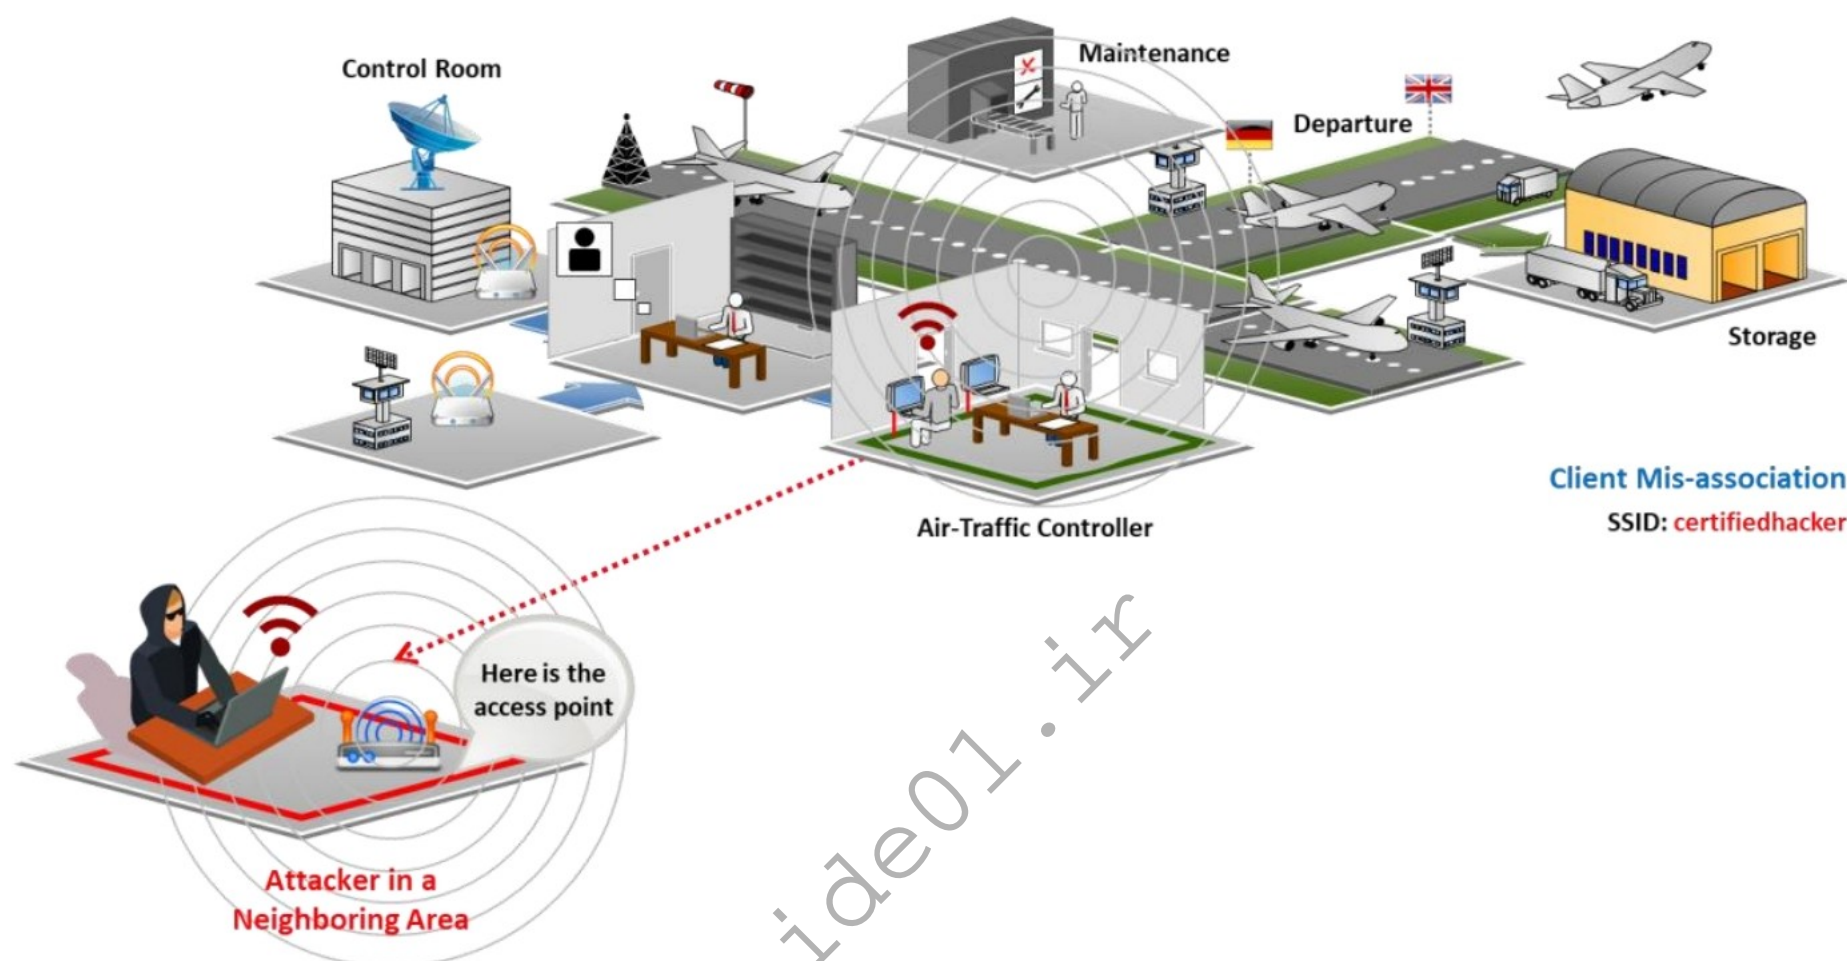 Control Room
Maintenance
Departure
Storage
Air-Traffic Controller
Client Mis-association
SSID: certifiedhacker
Here is the
access point
Attacker in a
Neighboring Area
ide01.ir